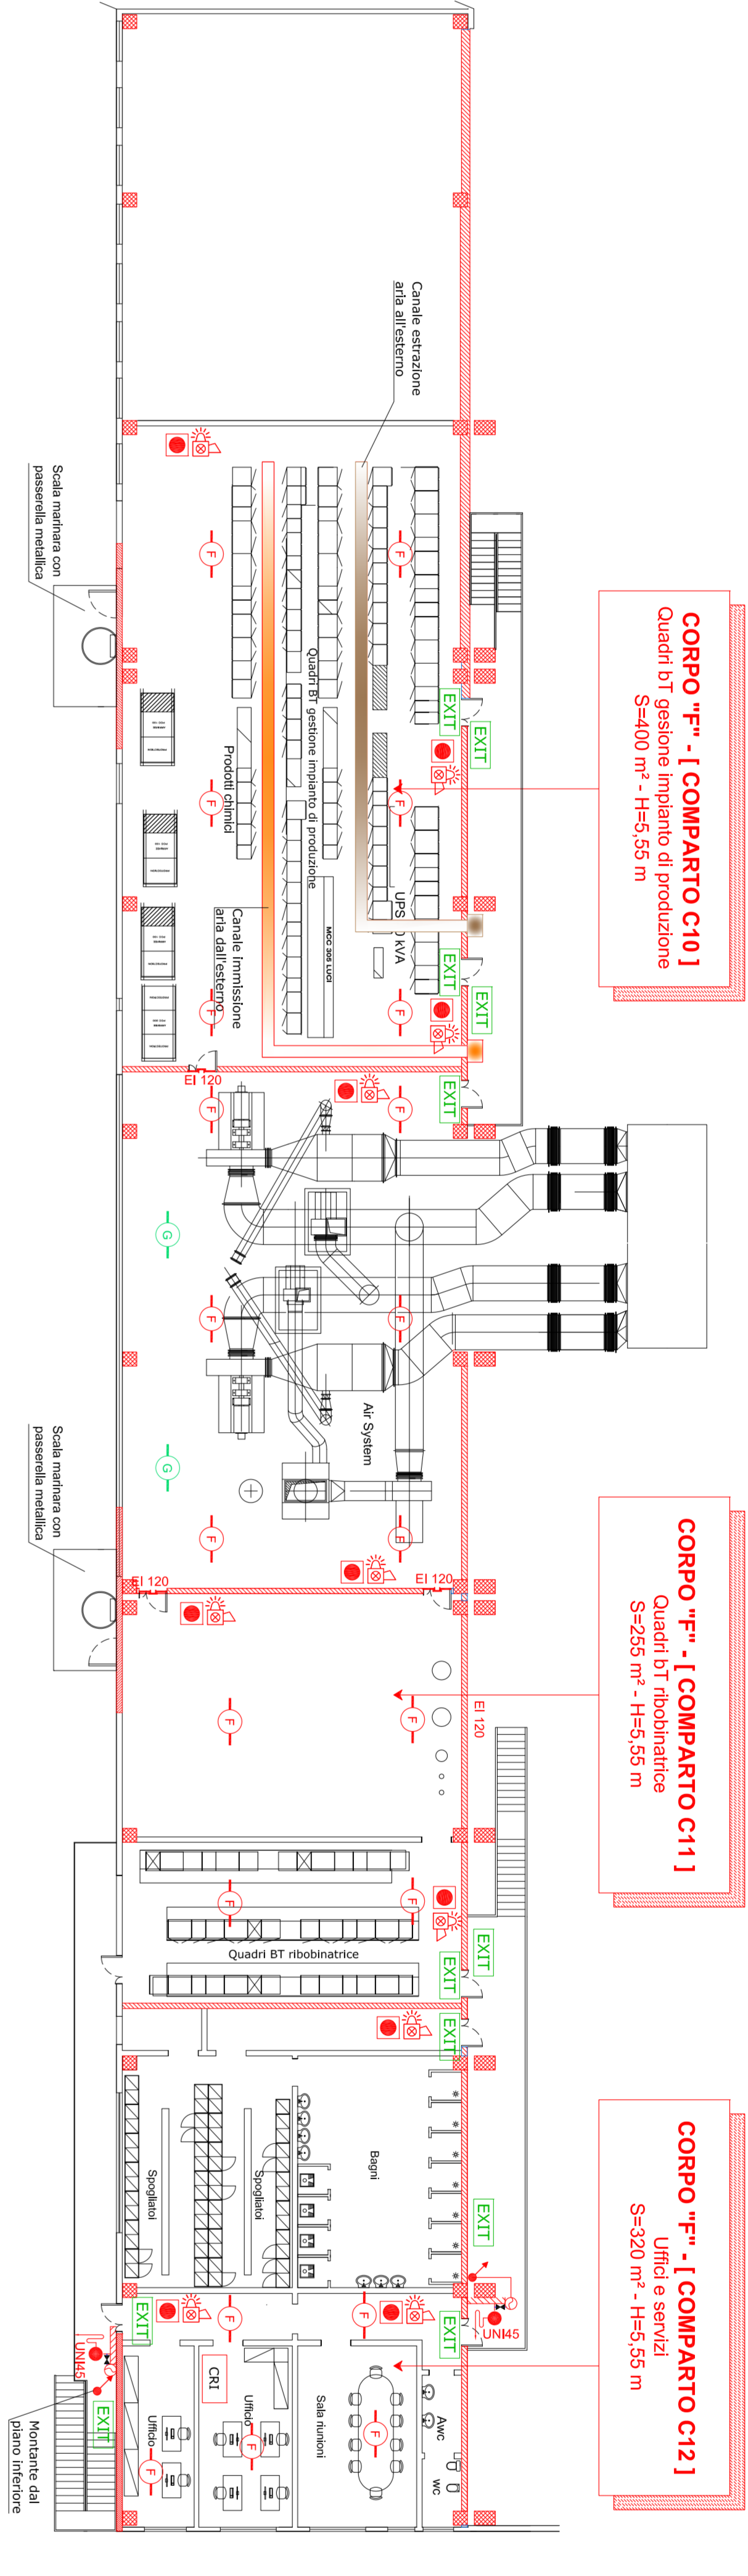 CORPO "F" - [ COMPARTO C10 ]
Quadri bT gesione impianto di produzione
S=400 m² - H=5,55 m
CORPO "F" - [ COMPARTO C11 ]
Quadri bT ribobinatrice
S=255 m² - H=5,55 m
CORPO "F" - [ COMPARTO C12 ]
Uffici e servizi
S=320 m² - H=5,55 m
Canale estrazione
aria all'esterno
Scala marinara con
passerella metallica
F
F
Quadri BT gestione impianto di produzione
Prodotti chimici
EXIT
EXIT
F
F
UPS
0 kVA
MCC 305 LUCI
Canale immissione
aria dall'esterno
EXIT
EXIT
F
F
EI 120
EXIT
F
F
G
F
F
Air System
G
F
F
Scala marinara con
passerella metallica
EI 120
EI 120
EI 120
F
F
F
F
Quadri BT ribobinatrice
EXIT
EXIT
EXIT
Spogliatoi
Spogliatoi
Bagni
EXIT
EXIT
EXIT
UNI45
UNI45
EXIT
F
F
CRI
Ufficio
F
Ufficio
F
Sala riunioni
F
Awc
wc
Montante dal
piano inferiore